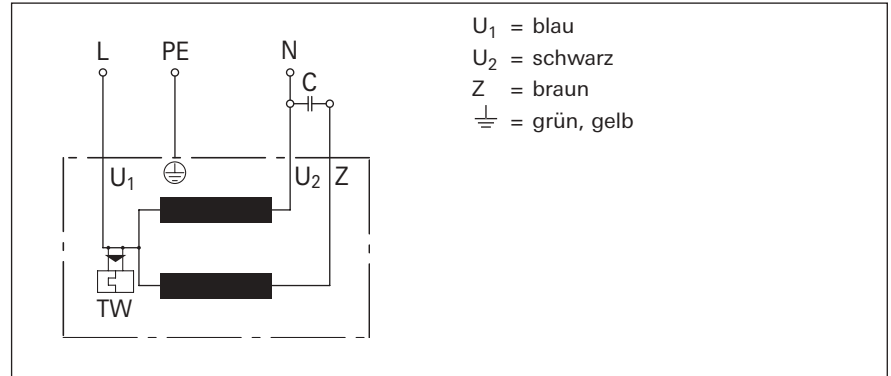 L PE N
C
U₁ U₂ Z
TW
U₁ = blau
U₂ = schwarz
Z = braun
⏚ = grün, gelb